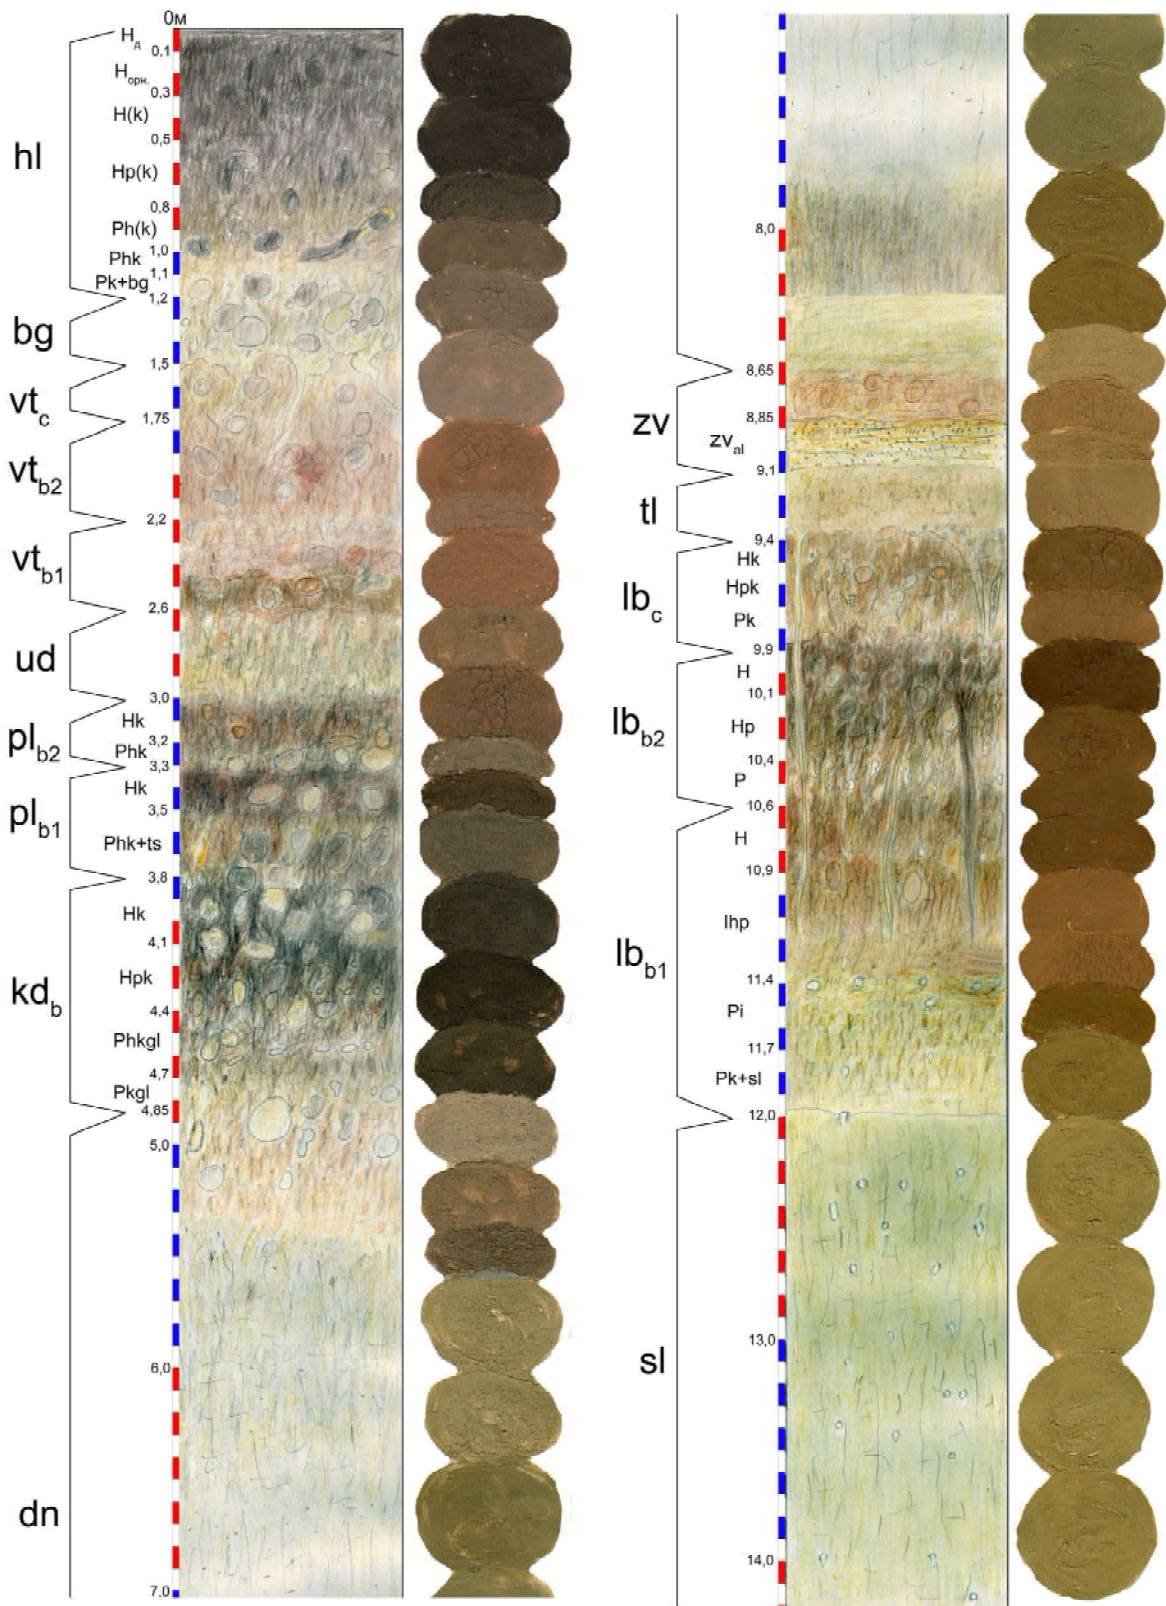 0м
Hд
0,1
Hорн.
0,3
H(k)
0,5
hl
Hp(k)
0,8
Ph(k)
1,0
Phk
1,1
Pk+bg
1,2
bg
1,5
vtc
1,75
vtb2
2,2
vtb1
2,6
ud
3,0
Hk
plb2
3,2
Phk
3,3
Hk
3,5
plb1
Phk+ts
3,8
Hk
4,1
Hpk
kdb
4,4
Phkgl
4,7
Pkgl
4,85
5,0
6,0
dn
7,0
8,0
8,65
zv
8,85
zval
9,1
tl
9,4
Hk
Hpk
lbc
Pk
9,9
H
10,1
lbb2
Hp
10,4
P
10,6
H
10,9
Ihp
lbb1
11,4
Pi
11,7
Pk+sl
12,0
13,0
sl
14,0